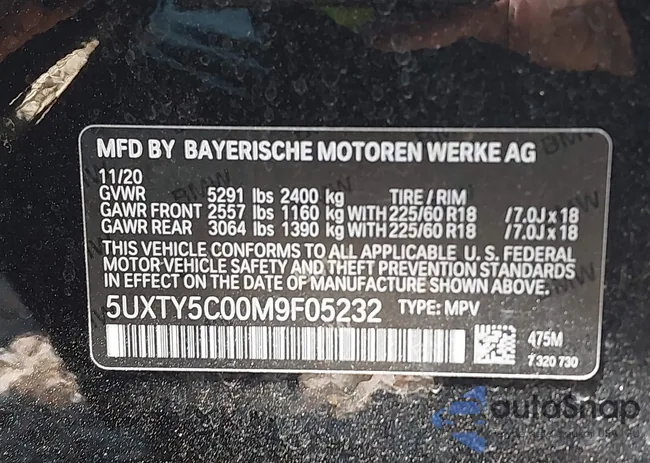 MFD BY BAYERISCHE MOTOREN WERKE AG
11/20
GVWR 5291 lbs 2400 kg TIRE / RIM
GAWR FRONT 2557 lbs 1160 kg WITH 225/60 R18 /7.0J x 18
GAWR REAR 3064 lbs 1390 kg WITH 225/60 R18 /7.0J x 18
THIS VEHICLE CONFORMS TO ALL APPLICABLE U. S. FEDERAL
MOTOR VEHICLE SAFETY AND THEFT PREVENTION STANDARDS
IN EFFECT ON THE DATE OF MANUFACTURE SHOWN ABOVE.
5UXTY5C00M9F05232 TYPE: MPV
475M
7 320 730
autoSnap